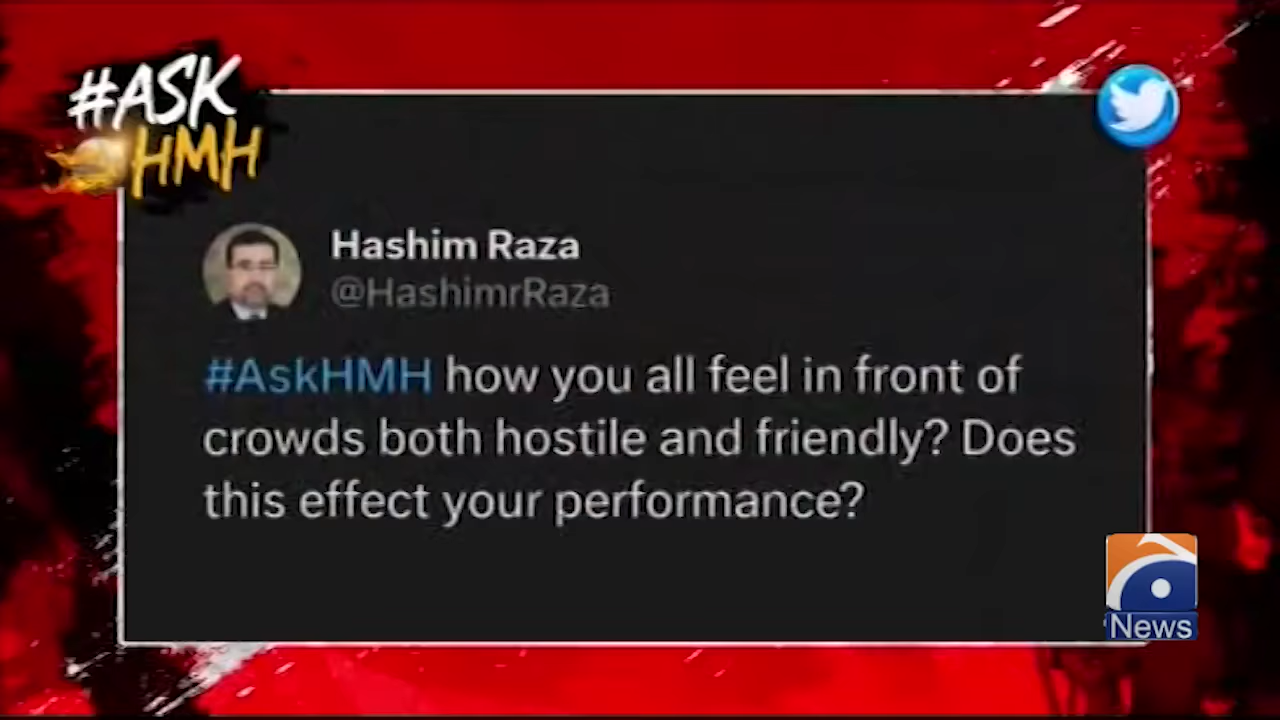 #ASK
HMH
Hashim Raza
@HashimrRaza
#AskHMH how you all feel in front of
crowds both hostile and friendly? Does
this effect your performance?
News